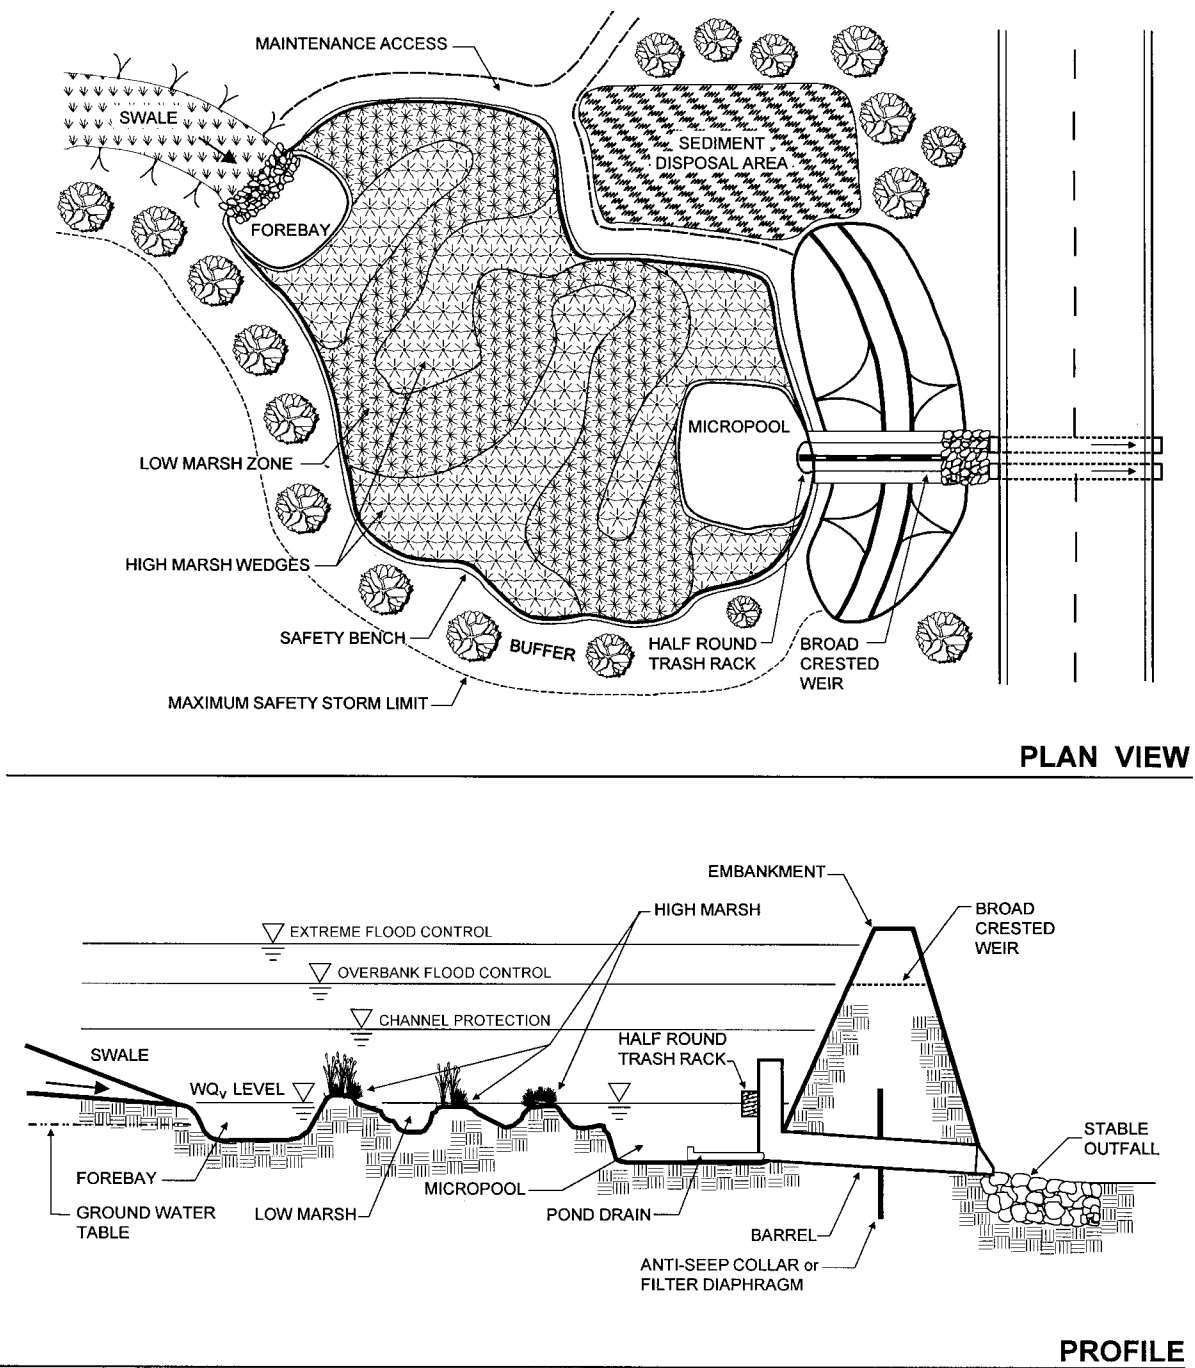 MAINTENANCE ACCESS
SWALE
SEDIMENT
DISPOSAL AREA
FOREBAY
MICROPOOL
LOW MARSH ZONE
HIGH MARSH WEDGES
SAFETY BENCH
BUFFER
HALF ROUND
TRASH RACK
BROAD
CRESTED
WEIR
MAXIMUM SAFETY STORM LIMIT
PLAN VIEW
EMBANKMENT
HIGH MARSH
BROAD
CRESTED
WEIR
EXTREME FLOOD CONTROL
OVERBANK FLOOD CONTROL
CHANNEL PROTECTION
HALF ROUND
TRASH RACK
SWALE
WQv LEVEL
STABLE
OUTFALL
FOREBAY
MICROPOOL
GROUND WATER
TABLE
LOW MARSH
POND DRAIN
BARREL
ANTI-SEEP COLLAR or
FILTER DIAPHRAGM
PROFILE